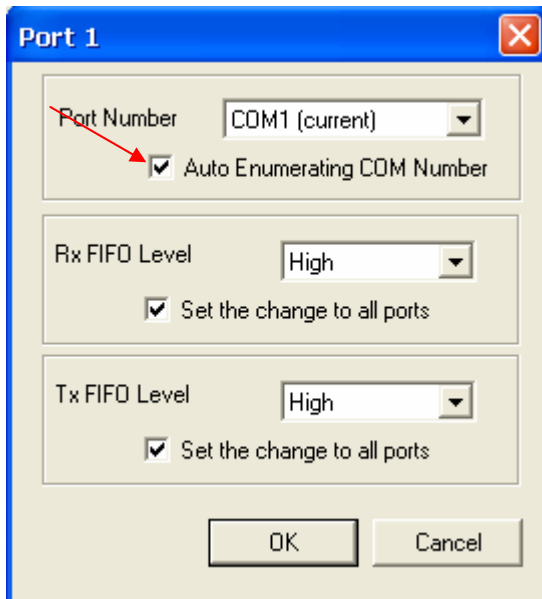 Port 1
Port Number COM1 (current)
Auto Enumerating COM Number
Rx FIFO Level High
Set the change to all ports
Tx FIFO Level High
Set the change to all ports
OK Cancel